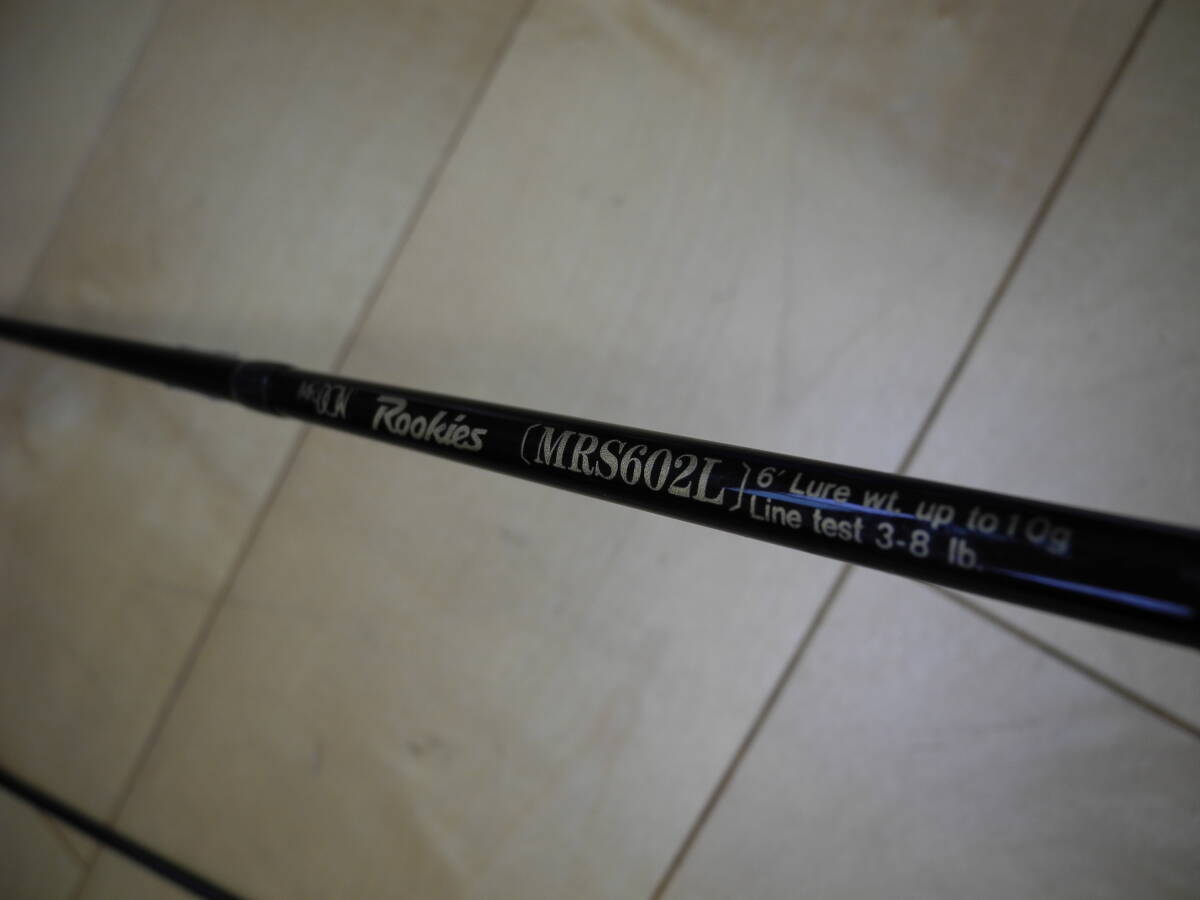 Rookies [MRS602L] 6' Lure wt. up to 10g
Line test 3-8 lb.